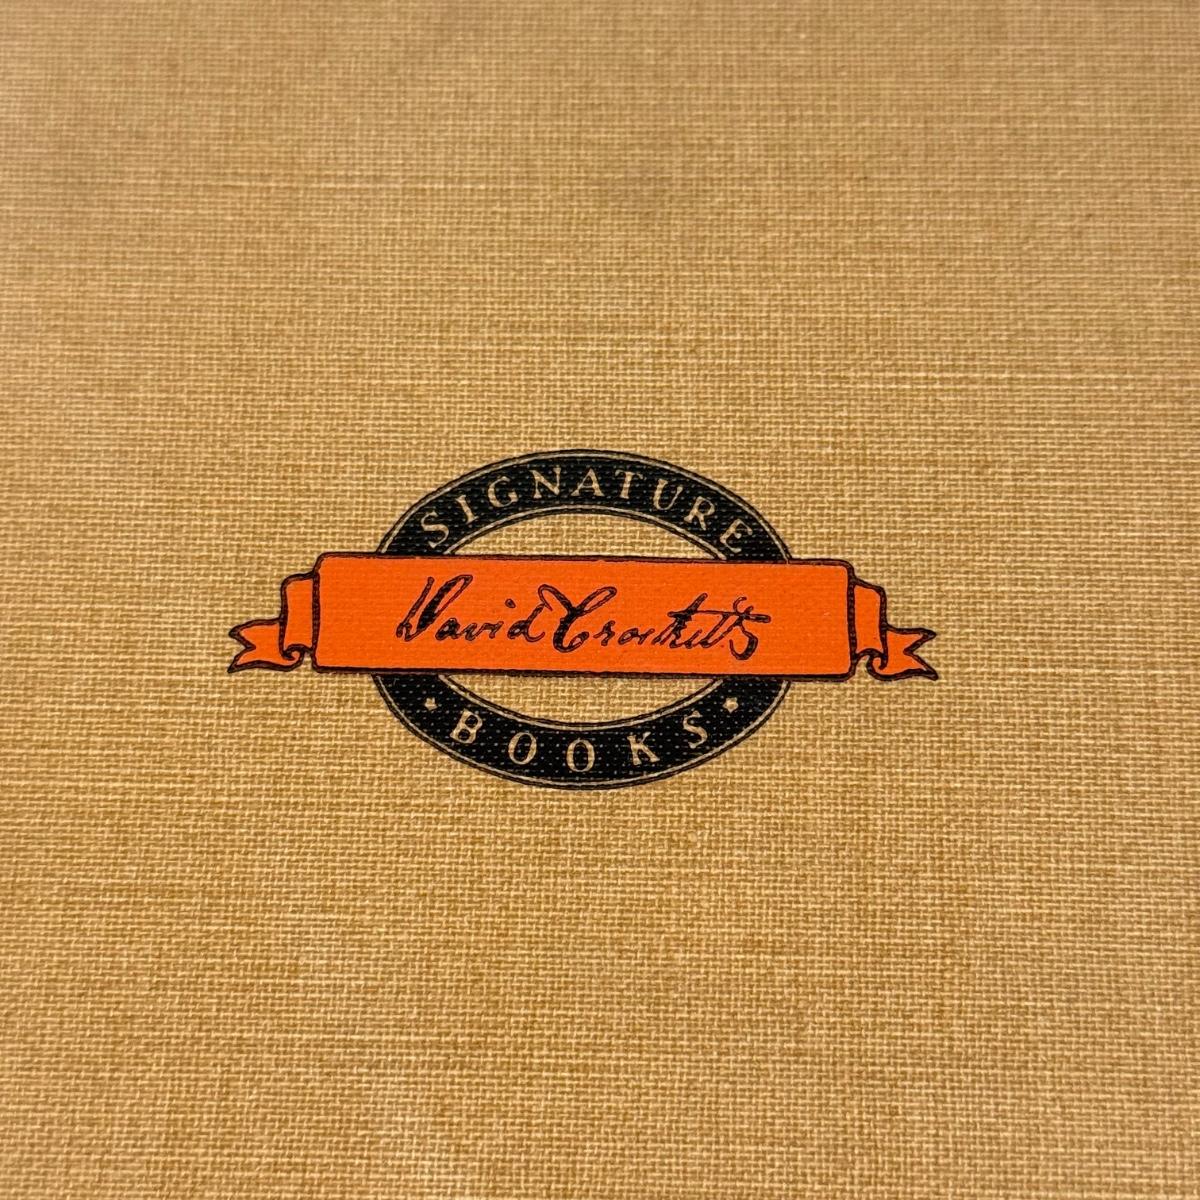 SIGNATURE
David Crockett
BOOKS